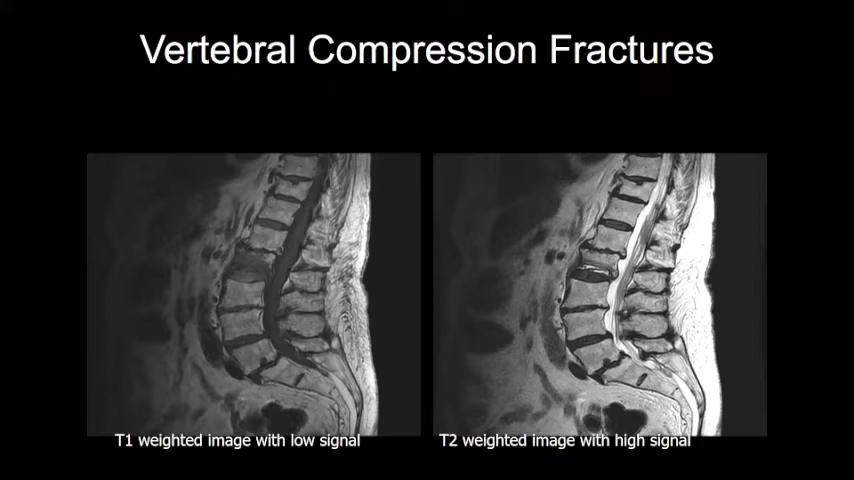 Vertebral Compression Fractures
T1 weighted image with low signal
T2 weighted image with high signal